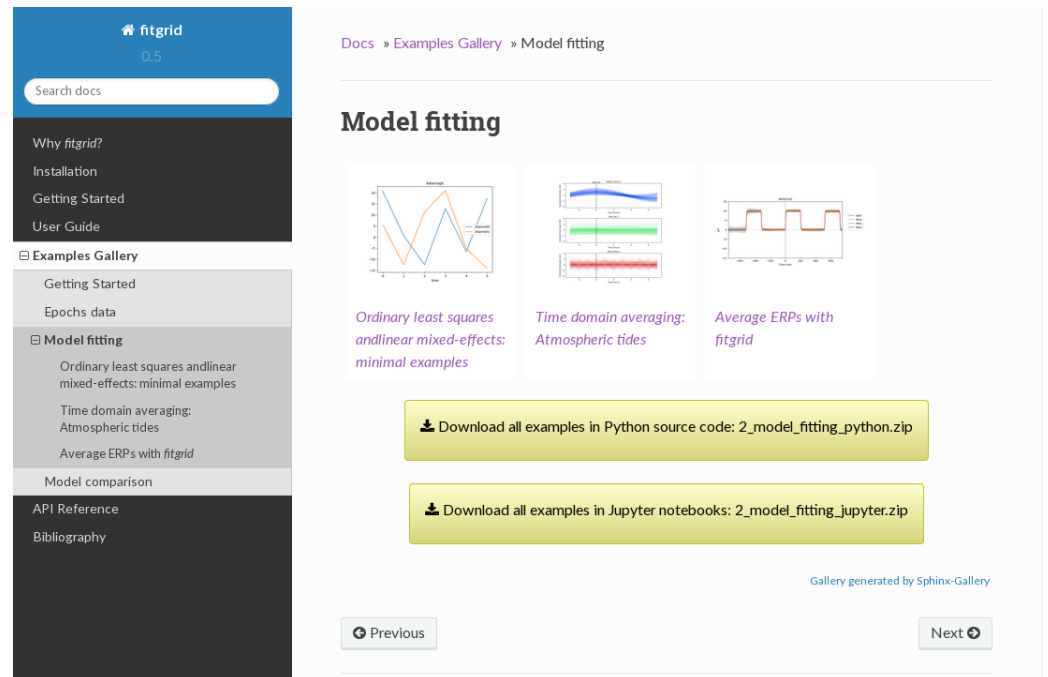 fitgrid
0.5
Search docs
Why fitgrid?
Installation
Getting Started
User Guide
Examples Gallery
Getting Started
Epochs data
Model fitting
Ordinary least squares andlinear
mixed-effects: minimal examples
Time domain averaging:
Atmospheric tides
Average ERPs with fitgrid
Model comparison
API Reference
Bibliography
Docs » Examples Gallery » Model fitting
Model fitting
Ordinary least squares
andlinear mixed-effects:
minimal examples
Time domain averaging:
Atmospheric tides
Average ERPs with
fitgrid
Download all examples in Python source code: 2_model_fitting_python.zip
Download all examples in Jupyter notebooks: 2_model_fitting_jupyter.zip
Gallery generated by Sphinx-Gallery
Previous
Next